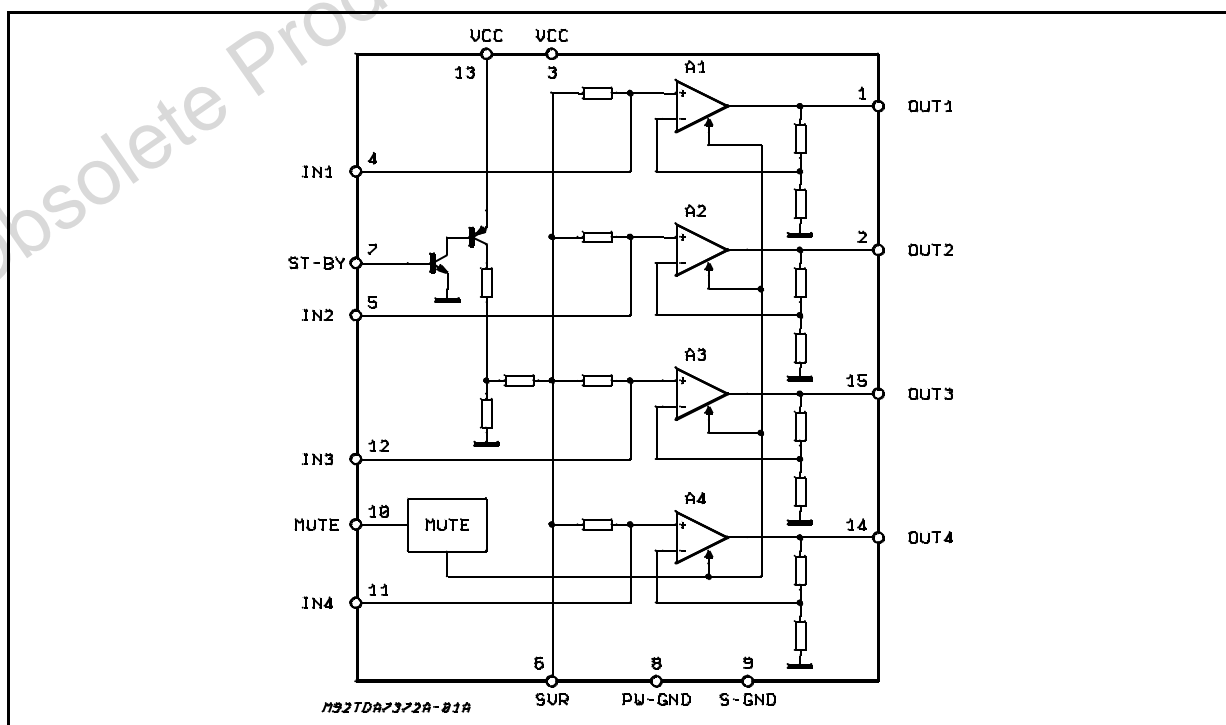 Obsolete Prod
VCC VCC
13 3
A1
+
-
1 OUT1
4
IN1
A2
+
-
2 OUT2
7
ST-BY
5
IN2
A3
+
-
15 OUT3
12
IN3
A4
+
-
14 OUT4
10
MUTE MUTE
11
IN4
6 8 9
SVR PW-GND S-GND
M92TDA7372A-01A